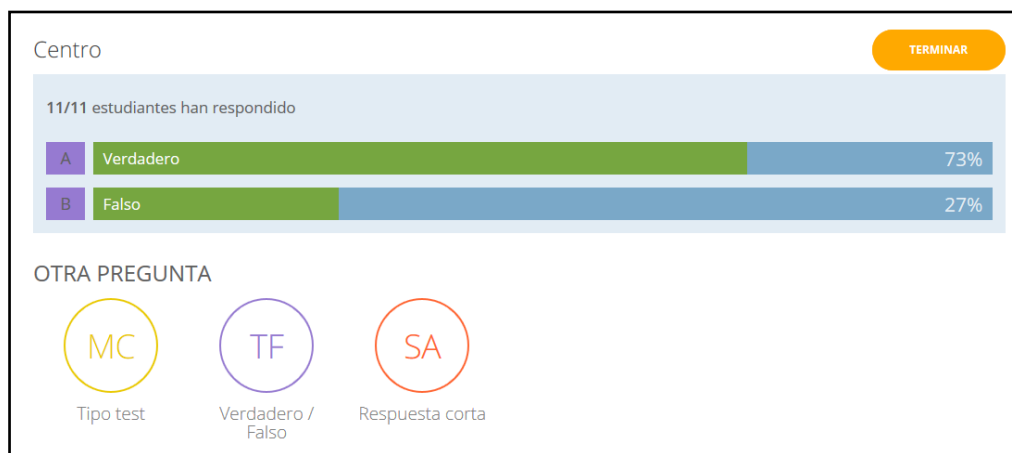 Centro
TERMINAR
11/11 estudiantes han respondido
A Verdadero 73%
B Falso 27%
OTRA PREGUNTA
MC TF SA
Tipo test Verdadero / Falso Respuesta corta